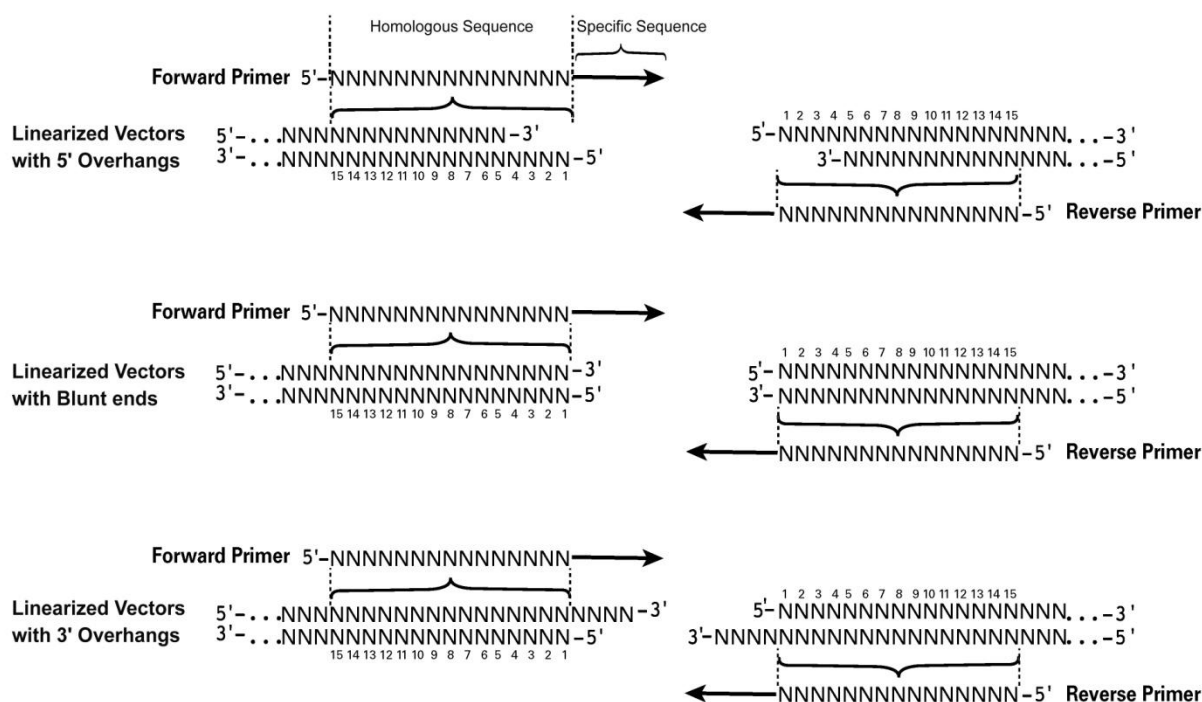 Homologous Sequence
Specific Sequence
Forward Primer 5'-NNNNNNNNNNNNNNN
Linearized Vectors
with 5' Overhangs
5'-...NNNNNNNNNNNNNN-3'
3'-...NNNNNNNNNNNNNNNNNN-5'
15 14 13 12 11 10 9 8 7 6 5 4 3 2 1
1 2 3 4 5 6 7 8 9 10 11 12 13 14 15
5'-NNNNNNNNNNNNNNNNNN...-3'
3'-NNNNNNNNNNNNNN...-5'
NNNNNNNNNNNNNNN-5' Reverse Primer
Forward Primer 5'-NNNNNNNNNNNNNNN
Linearized Vectors
with Blunt ends
5'-...NNNNNNNNNNNNNNNNNN-3'
3'-...NNNNNNNNNNNNNNNNNN-5'
15 14 13 12 11 10 9 8 7 6 5 4 3 2 1
1 2 3 4 5 6 7 8 9 10 11 12 13 14 15
5'-NNNNNNNNNNNNNNNNNN...-3'
3'-NNNNNNNNNNNNNNNNNN...-5'
NNNNNNNNNNNNNNN-5' Reverse Primer
Forward Primer 5'-NNNNNNNNNNNNNNN
Linearized Vectors
with 3' Overhangs
5'-...NNNNNNNNNNNNNNNNNNNNNN-3'
3'-...NNNNNNNNNNNNNNNNNN-5'
15 14 13 12 11 10 9 8 7 6 5 4 3 2 1
1 2 3 4 5 6 7 8 9 10 11 12 13 14 15
5'-NNNNNNNNNNNNNNNNNN...-3'
3'-NNNNNNNNNNNNNNNNNNNNNN...-5'
NNNNNNNNNNNNNNN-5' Reverse Primer